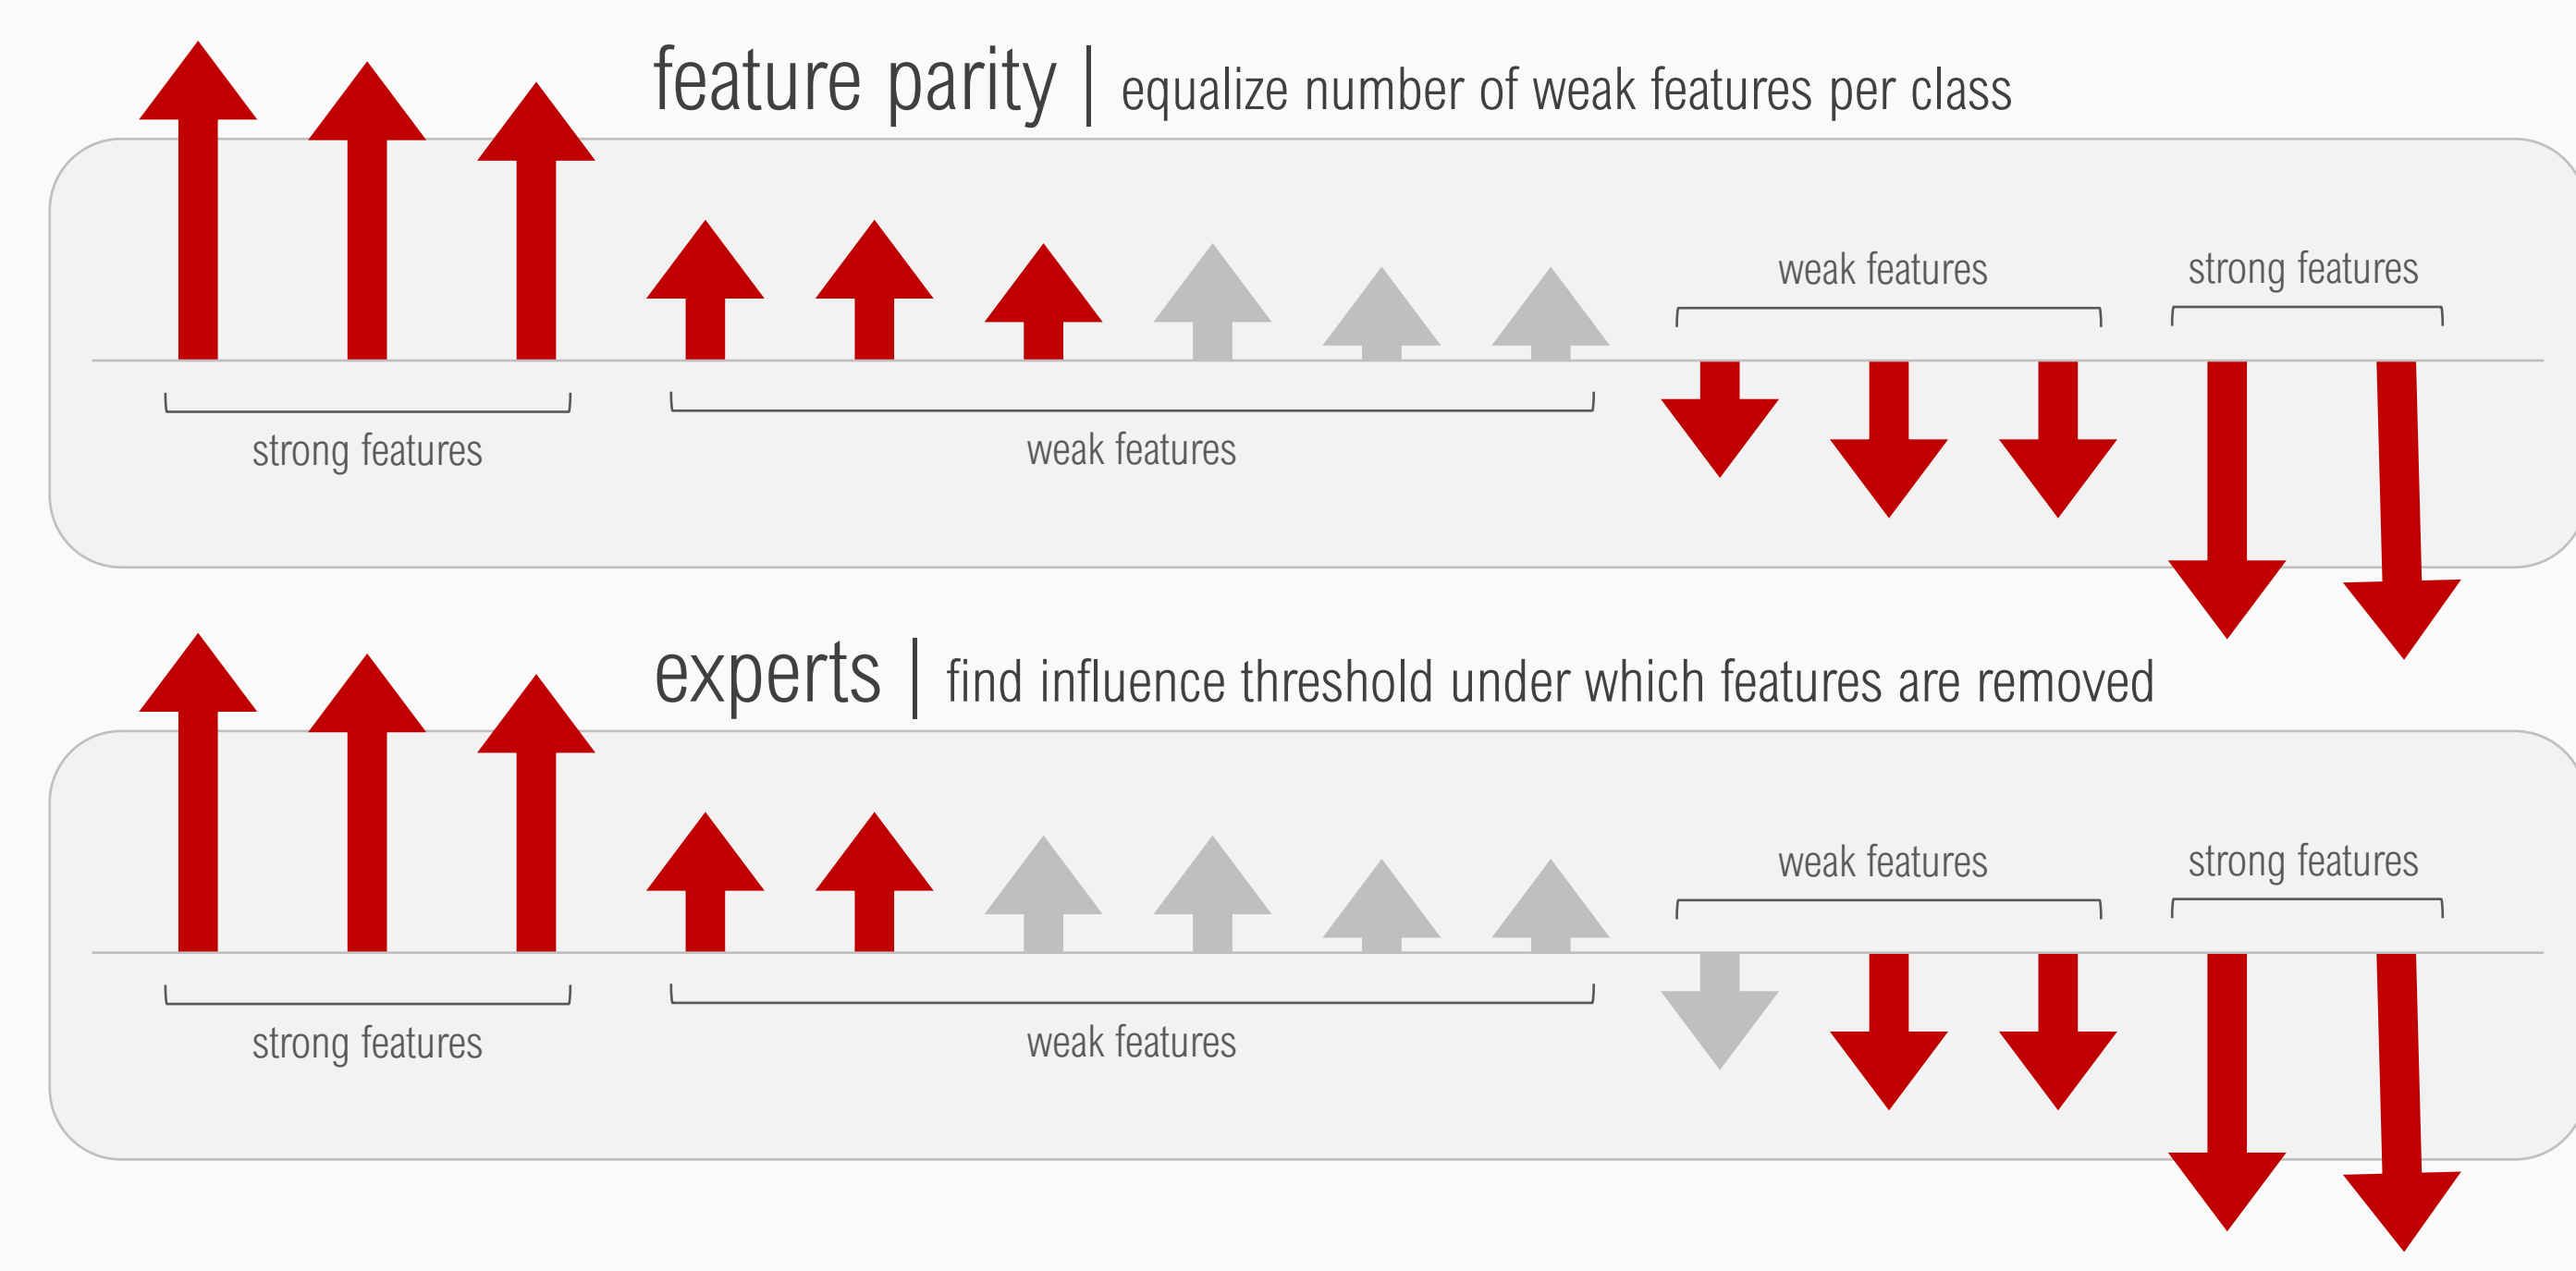 feature parity | equalize number of weak features per class
weak features
strong features
strong features
weak features
experts | find influence threshold under which features are removed
weak features
strong features
strong features
weak features